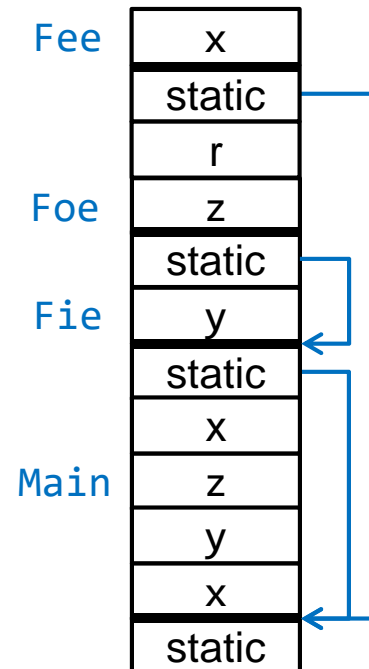 Fee x
static
r
Foe z
static
Fie y
static
x
Main z
y
x
static